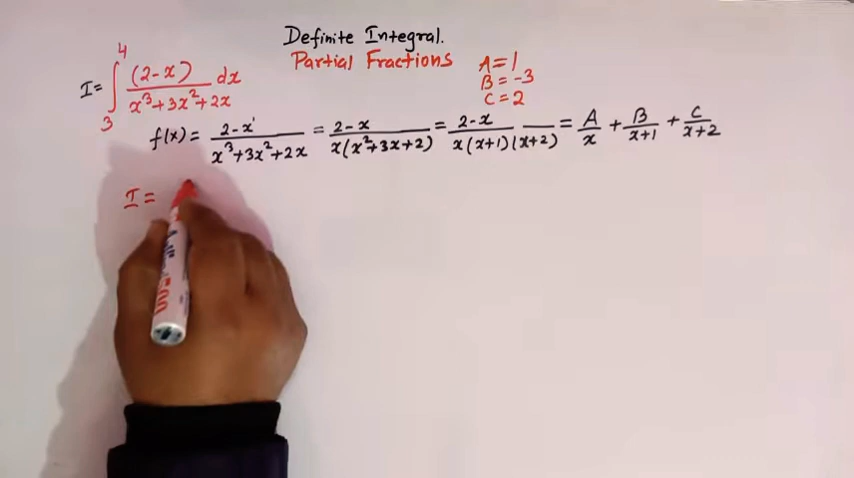 Definite Integral.
Partial Fractions
I = ∫₃⁴ (2-x)/(x³+3x²+2x) dx
A=1
B=-3
C=2
f(x) = (2-x)/(x³+3x²+2x) = (2-x)/(x(x²+3x+2)) = (2-x)/(x(x+1)(x+2)) = A/x + B/(x+1) + C/(x+2)
I =